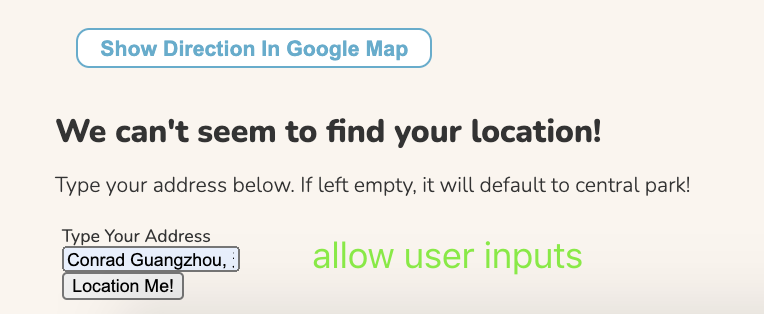 Show Direction In Google Map
We can't seem to find your location!
Type your address below. If left empty, it will default to central park!
Type Your Address
Conrad Guangzhou,
allow user inputs
Location Me!